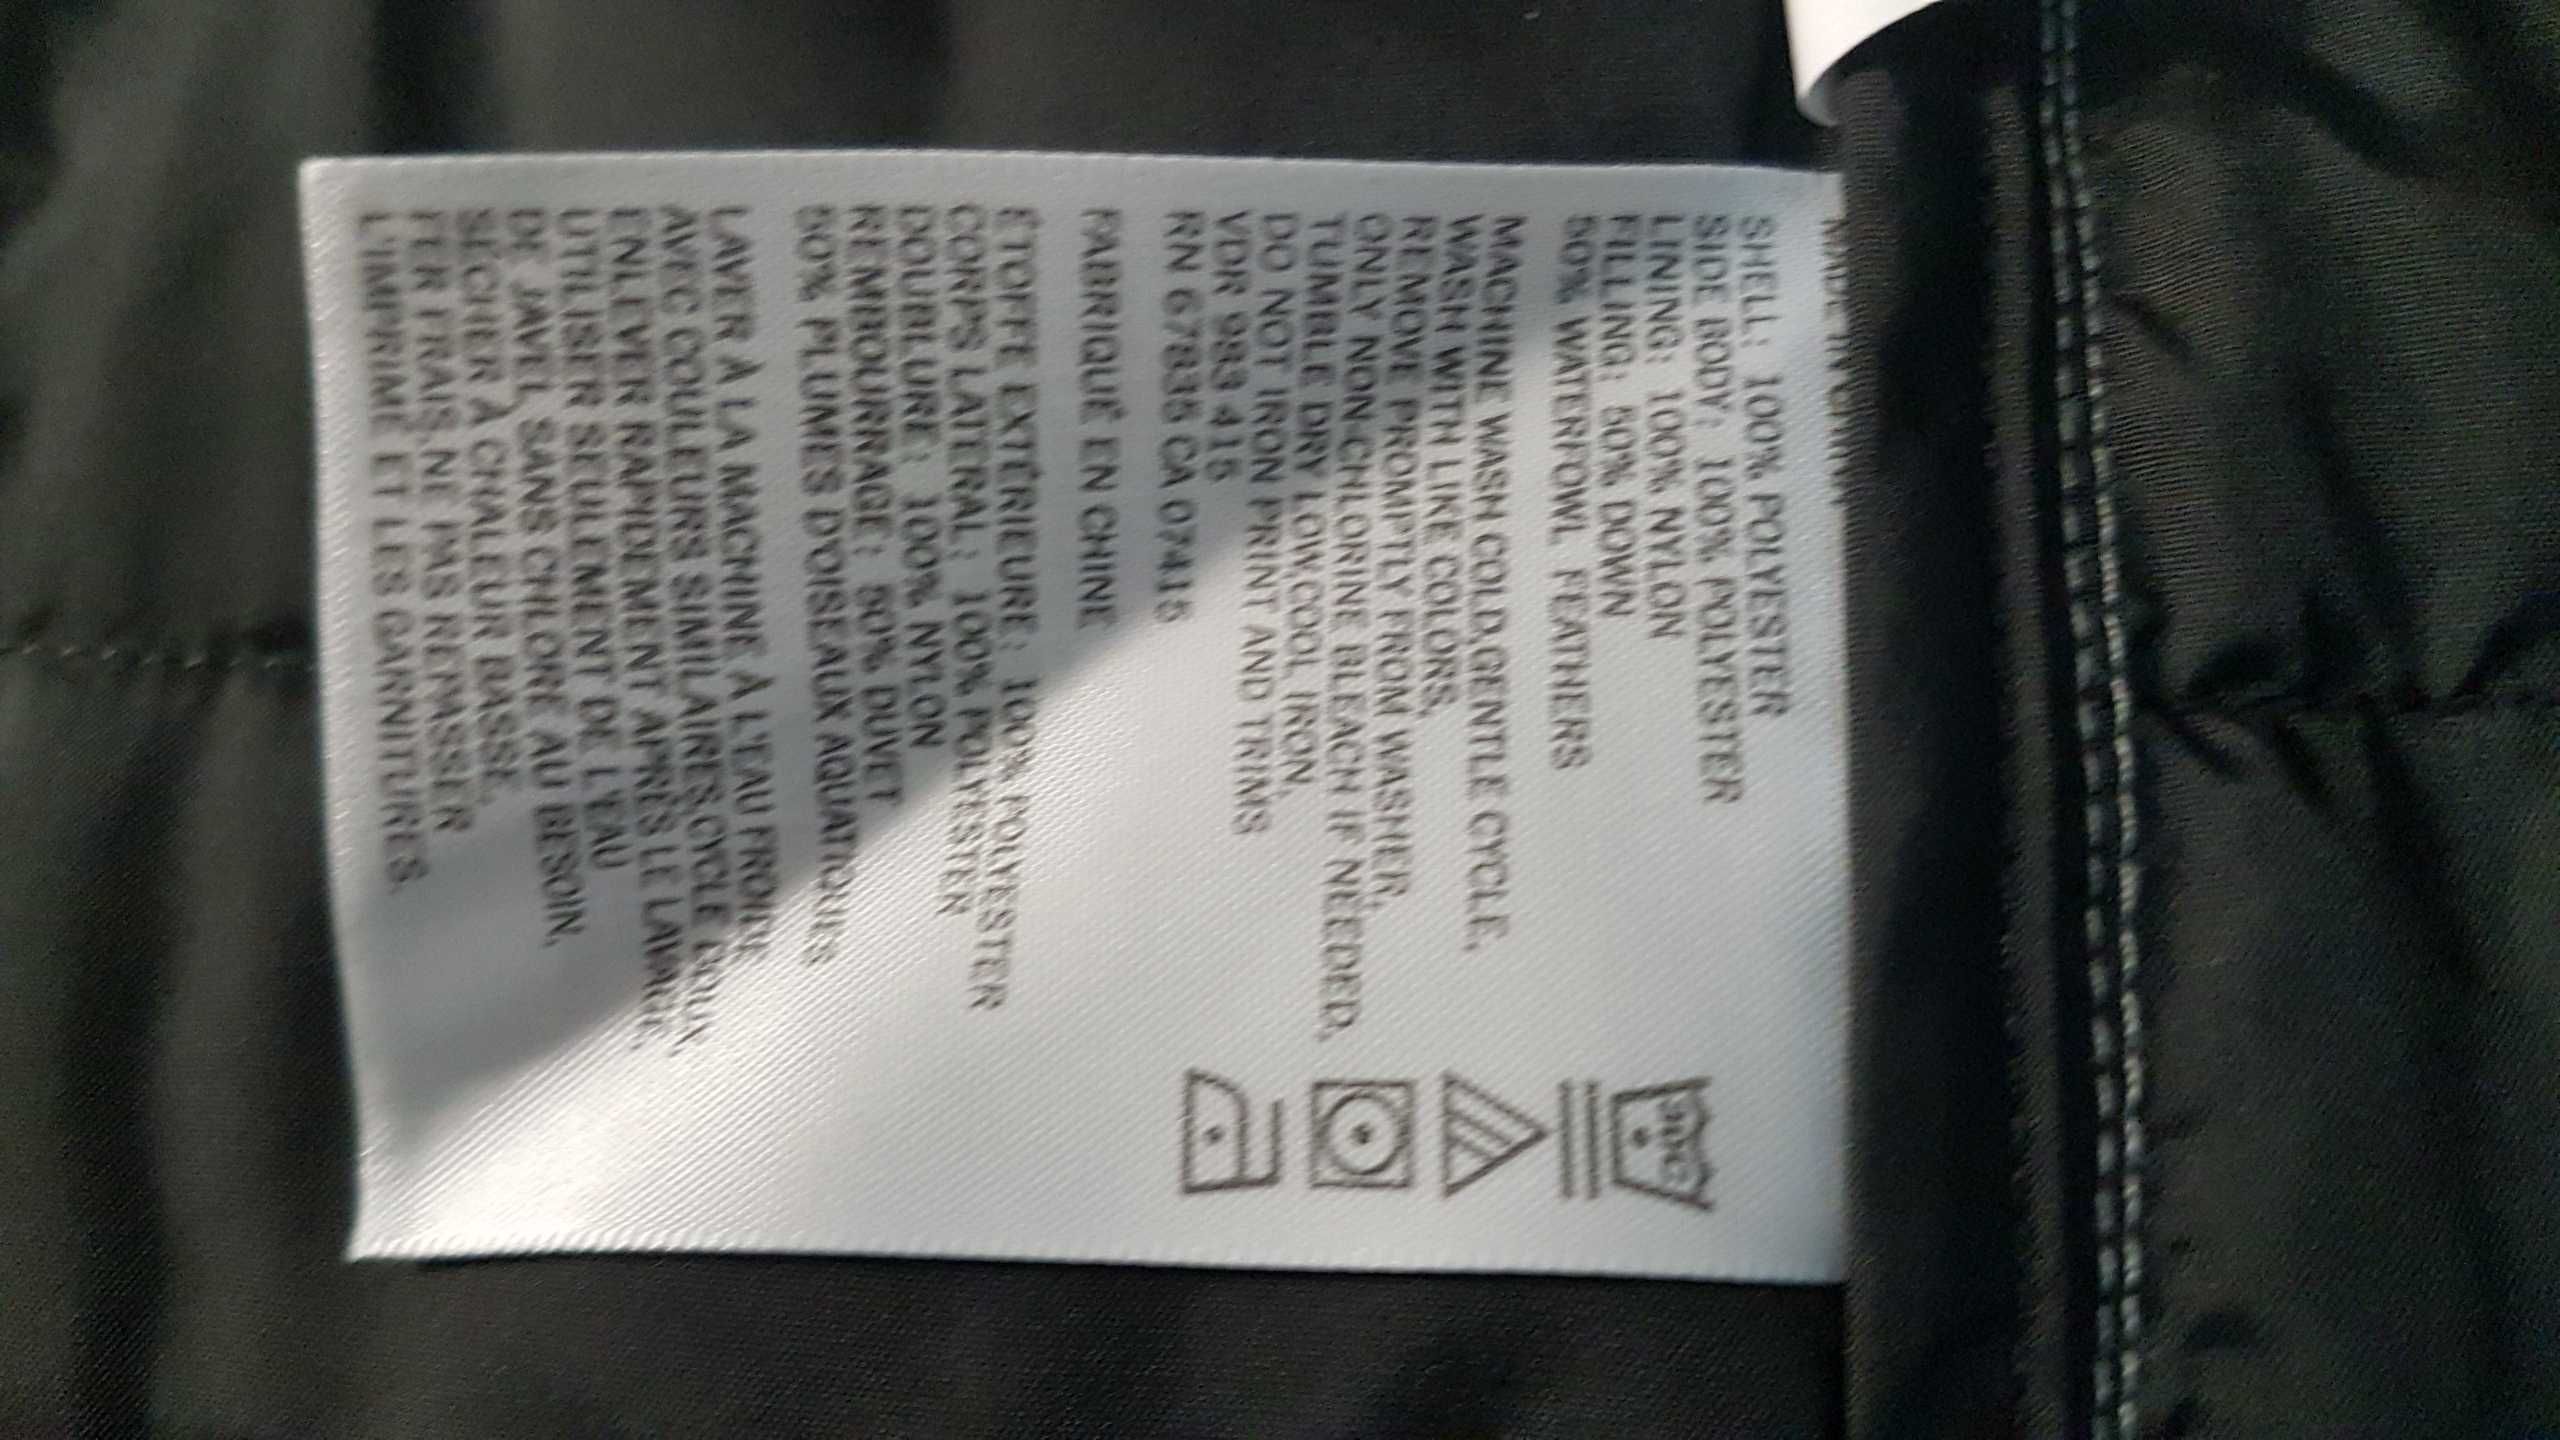 MADE IN CHINA
SHELL: 100% POLYESTER
SIDE BODY: 100% POLYESTER
LINING: 100% NYLON
FILLING: 50% DOWN
50% WATERFOWL FEATHERS
MACHINE WASH COLD,GENTLE CYCLE,
WASH WITH LIKE COLORS,
REMOVE PROMPTLY FROM WASHER,
ONLY NON-CHLORINE BLEACH IF NEEDED,
TUMBLE DRY LOW,COOL IRON,
DO NOT IRON PRINT AND TRIMS
VDR 983 415
RN 67835 CA 07415
FABRIQUÉ EN CHINE
ÉTOFFE EXTÉRIEURE : 100% POLYESTER
CORPS LATÉRAL : 100% POLYESTER
DOUBLURE : 100% NYLON
REMBOURRAGE : 50% DUVET
50% PLUMES D'OISEAUX AQUATIQUES
LAVER À LA MACHINE À L'EAU FROIDE
AVEC COULEURS SIMILAIRES,CYCLE DOUX,
ENLEVER RAPIDEMENT APRÈS LE LAVAGE,
UTILISER SEULEMENT DE L'EAU
DE JAVEL SANS CHLORE AU BESOIN,
SÉCHER À CHALEUR BASSE,
FER FRAIS,NE PAS REPASSER
L'IMPRIMÉ ET LES GARNITURES.
30C